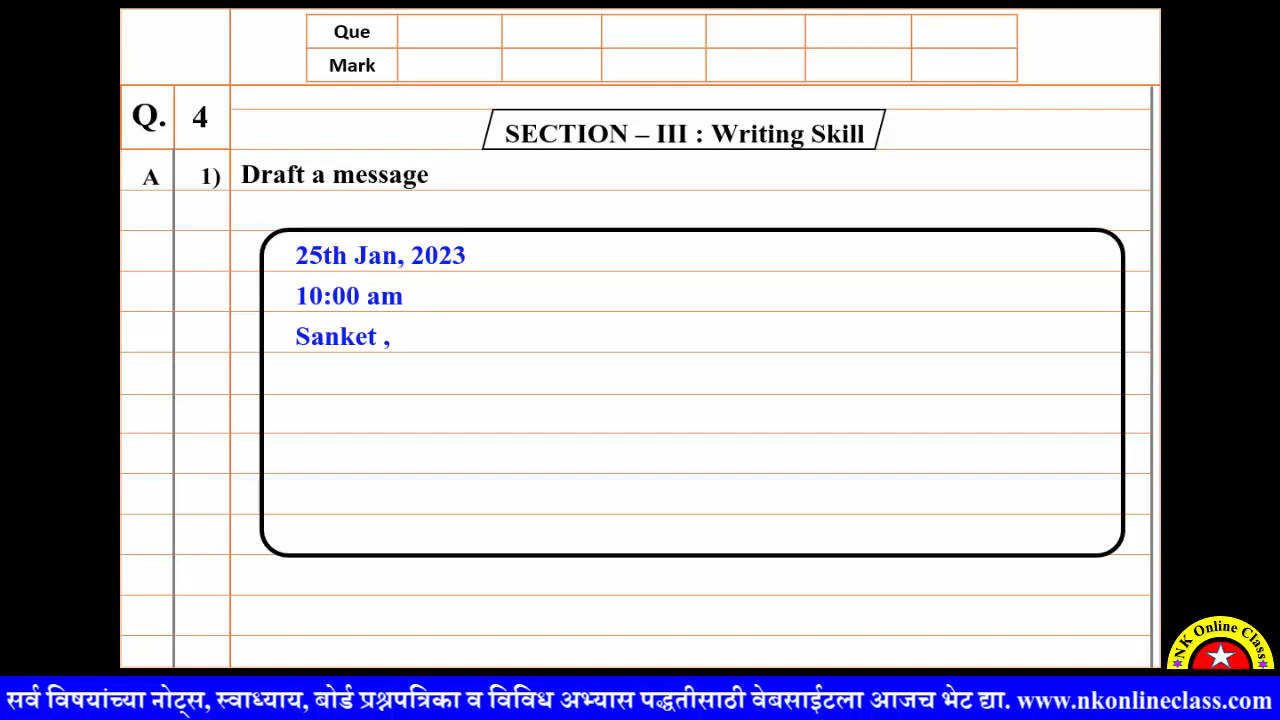 Que
Mark
Q. 4
SECTION – III : Writing Skill
A 1) Draft a message
25th Jan, 2023
10:00 am
Sanket ,
NK Online Class
सर्व विषयांच्या नोट्स, स्वाध्याय, बोर्ड प्रश्नपत्रिका व विविध अभ्यास पद्धतीसाठी वेबसाईटला आजच भेट द्या. www.nkonlineclass.com